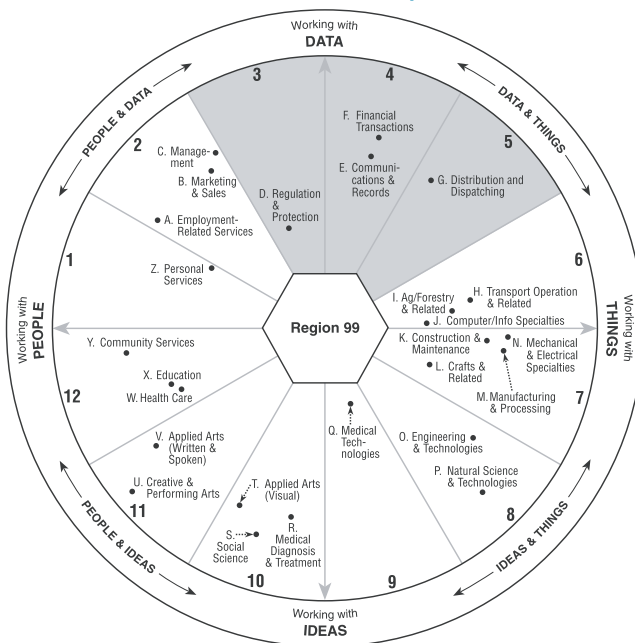 Working with
DATA
PEOPLE & DATA
DATA & THINGS
3
4
2
5
F. Financial
Transactions
C. Manage-
ment
B. Marketing
& Sales
E. Communi-
cations &
Records
G. Distribution and
Dispatching
D. Regulation
&
Protection
A. Employment-
Related Services
1
6
Z. Personal
Services
H. Transport Operation
& Related
I. Ag/Forestry
& Related
J. Computer/Info Specialties
Working with
PEOPLE
Region 99
Working with
THINGS
Y. Community Services
K. Construction &
Maintenance
N. Mechanical
& Electrical
Specialties
L. Crafts &
Related
X. Education
W. Health Care
M. Manufacturing
& Processing
12
7
Q. Medical
Tech-
nologies
V. Applied Arts
(Written &
Spoken)
O. Engineering
& Technologies
P. Natural Science
& Technologies
U. Creative &
Performing Arts
T. Applied Arts
(Visual)
11
8
S.
Social
Science
R.
Medical
Diagnosis
& Treatment
10
9
PEOPLE & IDEAS
IDEAS & THINGS
Working with
IDEAS